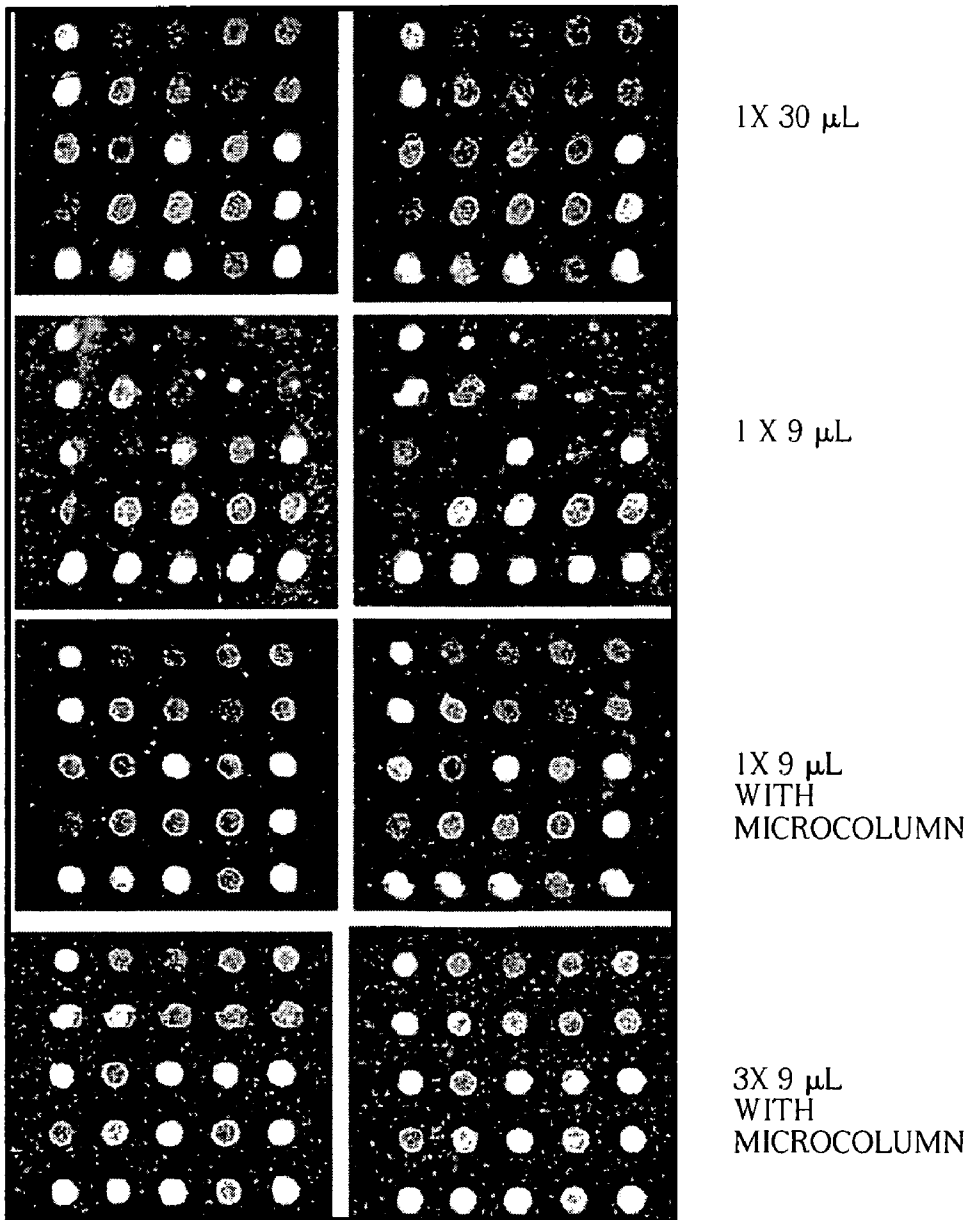 1X 30 µL
1 X 9 µL
1X 9 µL
WITH
MICROCOLUMN
3X 9 µL
WITH
MICROCOLUMN